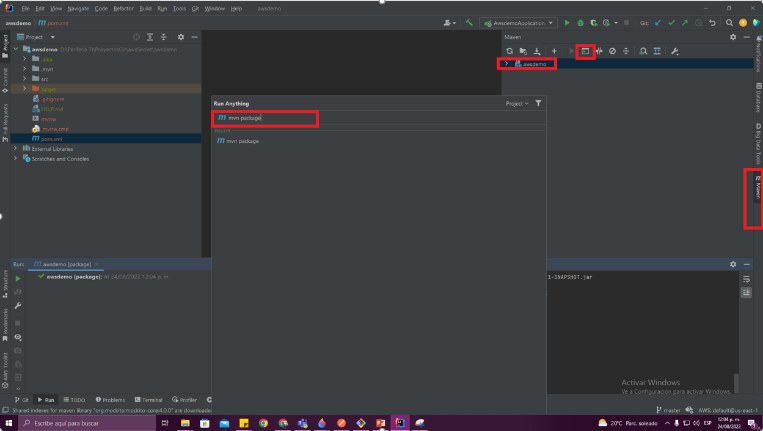 File Edit View Navigate Code Refactor Build Run Tools Git Window Help awsdemo
awsdemo pom.xml
AwsdemoApplication
Git:
Project
Maven
awsdemo
.idea
.mvn
src
target
.gitignore
HELP.md
mvnw
mvnw.cmd
pom.xml
External Libraries
Scratches and Consoles
Project
Commit
Pull Requests
awsdemo
Notifications
Database
Big Data Tools
Maven
Run Anything
Project
mvn package
Recent
mvn package
Run:
awsdemo [package]
awsdemo [package]: At 24/08/2022 12:04 p. m.
1-SNAPSHOT.jar
Structure
Bookmarks
AWS Toolkit
Activar Windows
Ve a Configuración para activar Windows.
Git Run TODO Problems Terminal Profiler
Shared indexes for maven library "org.mockito:mockito-core:4.0.0" are downloade
master AWS: default@us-east-1
Escribe aquí para buscar
20°C Parc. soleado
ESP
12:04 p. m.
24/08/2022